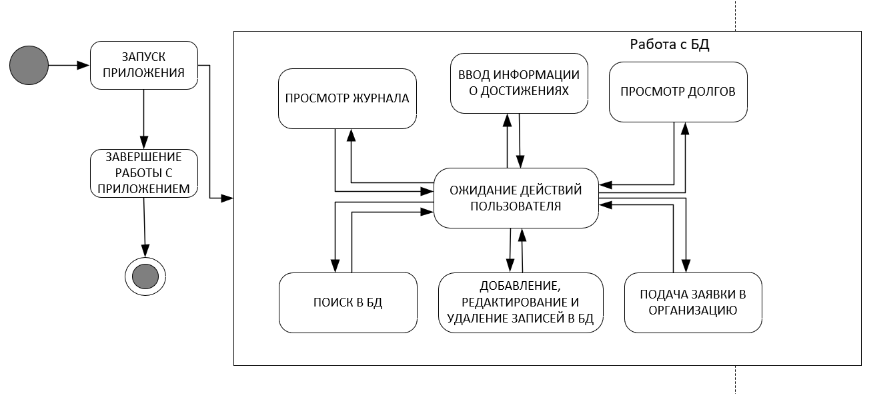 ЗАПУСК
ПРИЛОЖЕНИЯ
ЗАВЕРШЕНИЕ
РАБОТЫ С
ПРИЛОЖЕНИЕМ
Работа с БД
ПРОСМОТР ЖУРНАЛА
ВВОД ИНФОРМАЦИИ
О ДОСТИЖЕНИЯХ
ПРОСМОТР ДОЛГОВ
ОЖИДАНИЕ ДЕЙСТВИЙ
ПОЛЬЗОВАТЕЛЯ
ПОИСК В БД
ДОБАВЛЕНИЕ,
РЕДАКТИРОВАНИЕ И
УДАЛЕНИЕ ЗАПИСЕЙ В БД
ПОДАЧА ЗАЯВКИ В
ОРГАНИЗАЦИЮ